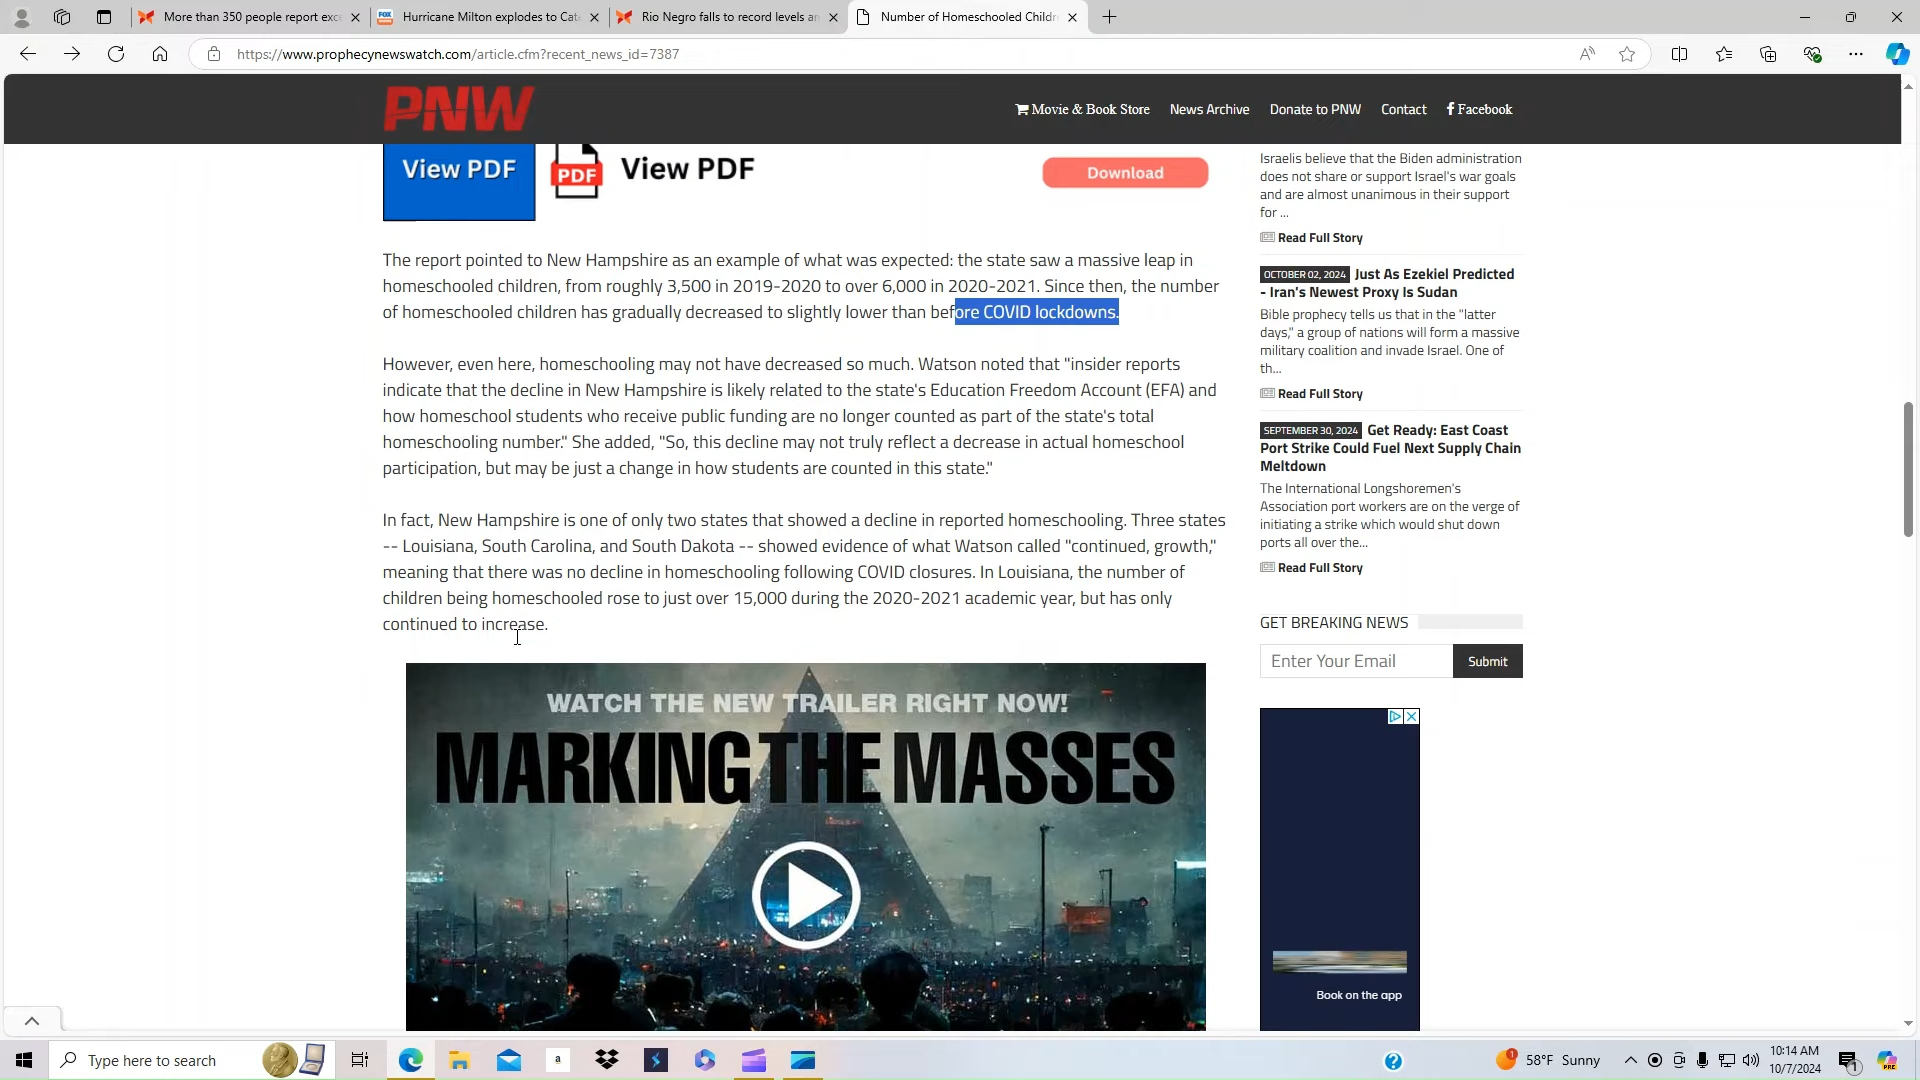 More than 350 people report exc
Hurricane Milton explodes to Cat
Rio Negro falls to record levels an
Number of Homeschooled Childr
https://www.prophecynewswatch.com/article.cfm?recent_news_id=7387
PNW
Movie & Book Store
News Archive
Donate to PNW
Contact
Facebook
View PDF
PDF
View PDF
Download
The report pointed to New Hampshire as an example of what was expected: the state saw a massive leap in
homeschooled children, from roughly 3,500 in 2019-2020 to over 6,000 in 2020-2021. Since then, the number
of homeschooled children has gradually decreased to slightly lower than before COVID lockdowns.
However, even here, homeschooling may not have decreased so much. Watson noted that "insider reports
indicate that the decline in New Hampshire is likely related to the state's Education Freedom Account (EFA) and
how homeschool students who receive public funding are no longer counted as part of the state's total
homeschooling number." She added, "So, this decline may not truly reflect a decrease in actual homeschool
participation, but may be just a change in how students are counted in this state."
In fact, New Hampshire is one of only two states that showed a decline in reported homeschooling. Three states
-- Louisiana, South Carolina, and South Dakota -- showed evidence of what Watson called "continued, growth,"
meaning that there was no decline in homeschooling following COVID closures. In Louisiana, the number of
children being homeschooled rose to just over 15,000 during the 2020-2021 academic year, but has only
continued to increase.
WATCH THE NEW TRAILER RIGHT NOW!
MARKING THE MASSES
Israelis believe that the Biden administration
does not share or support Israel's war goals
and are almost unanimous in their support
for ...
Read Full Story
OCTOBER 02, 2024 Just As Ezekiel Predicted
- Iran's Newest Proxy Is Sudan
Bible prophecy tells us that in the "latter
days," a group of nations will form a massive
military coalition and invade Israel. One of
th...
Read Full Story
SEPTEMBER 30, 2024 Get Ready: East Coast
Port Strike Could Fuel Next Supply Chain
Meltdown
The International Longshoremen's
Association port workers are on the verge of
initiating a strike which would shut down
ports all over the...
Read Full Story
GET BREAKING NEWS
Enter Your Email
Submit
Book on the app
Type here to search
58°F Sunny
10:14 AM
10/7/2024